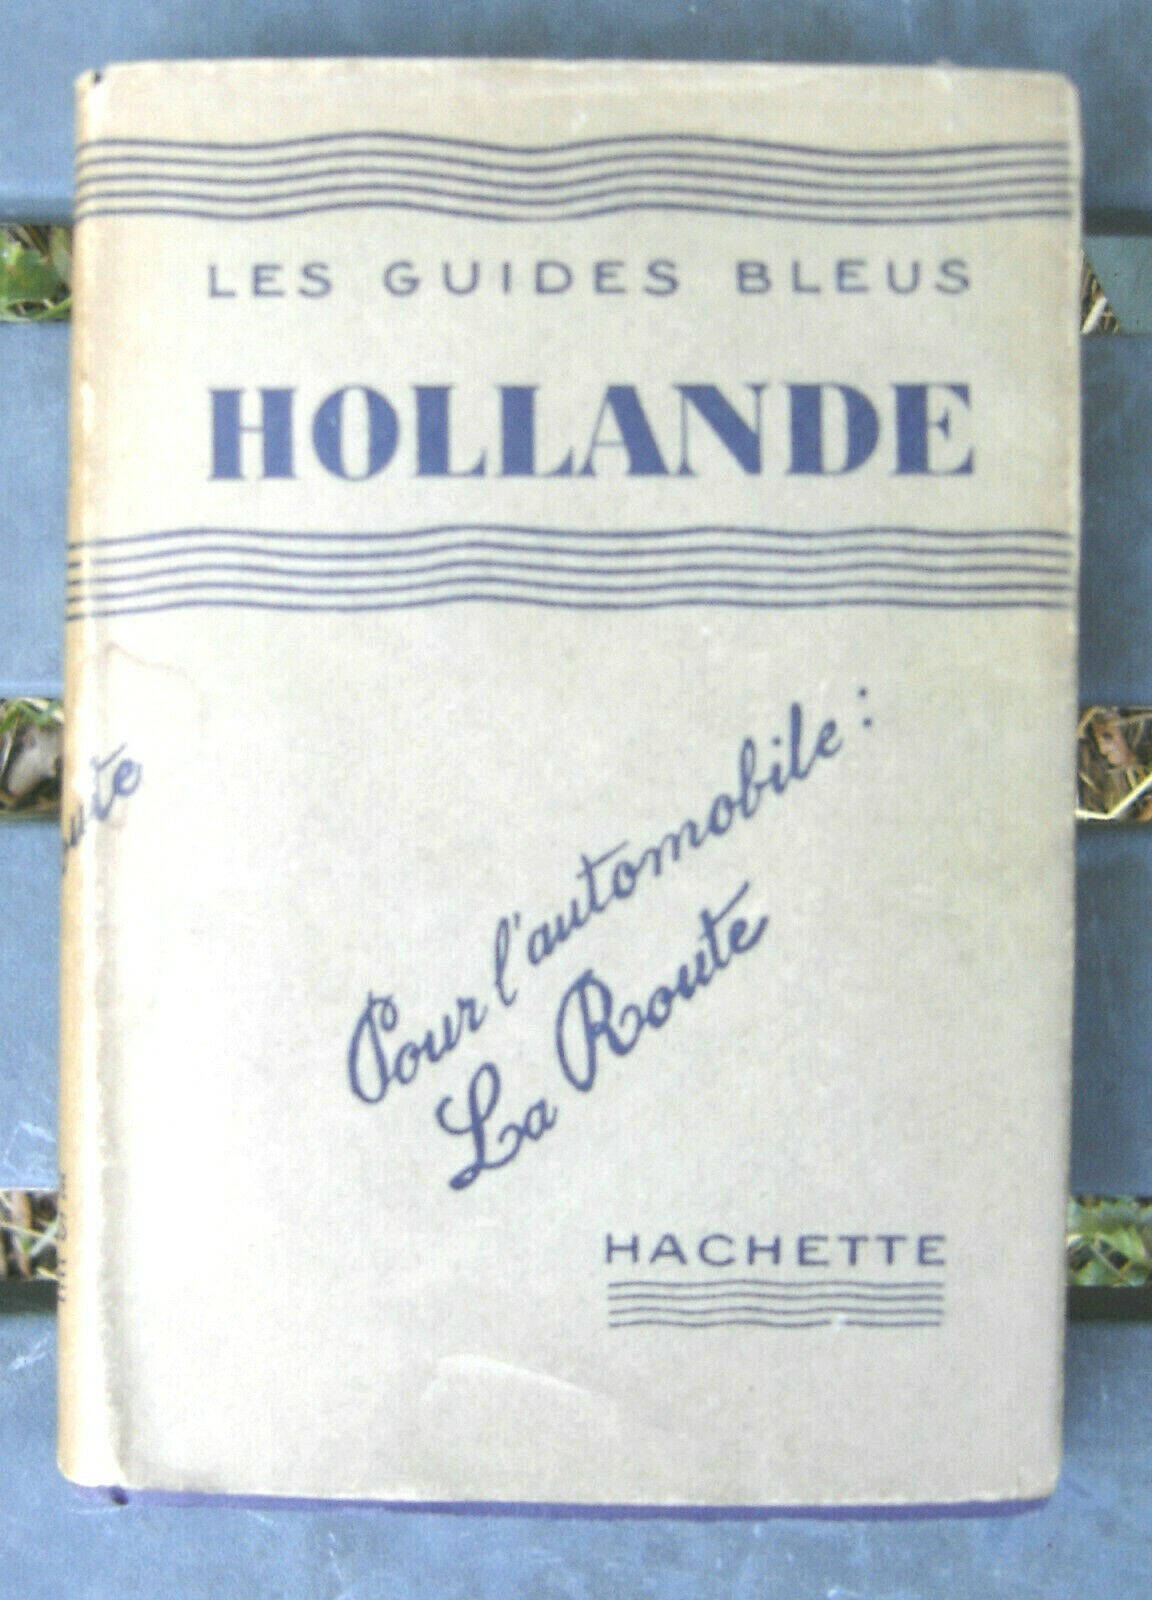 LES GUIDES BLEUS
HOLLANDE
Pour l'automobile :
La Route
HACHETTE